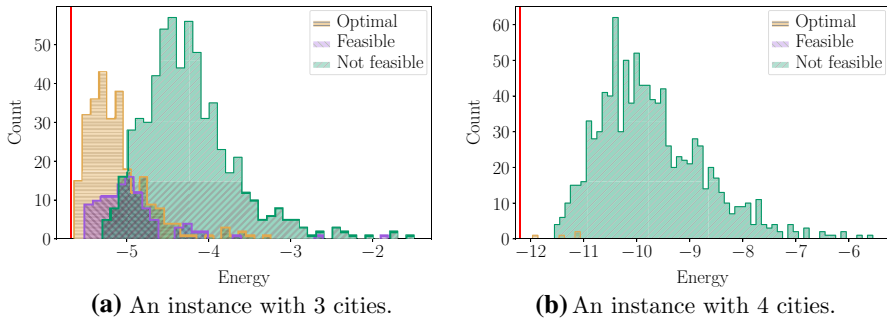 Optimal
Feasible
Not feasible
50
40
30
20
10
0
Count
−5
−4
−3
−2
Energy
(a) An instance with 3 cities.
Optimal
Feasible
Not feasible
60
50
40
30
20
10
0
Count
−12
−11
−10
−9
−8
−7
−6
Energy
(b) An instance with 4 cities.